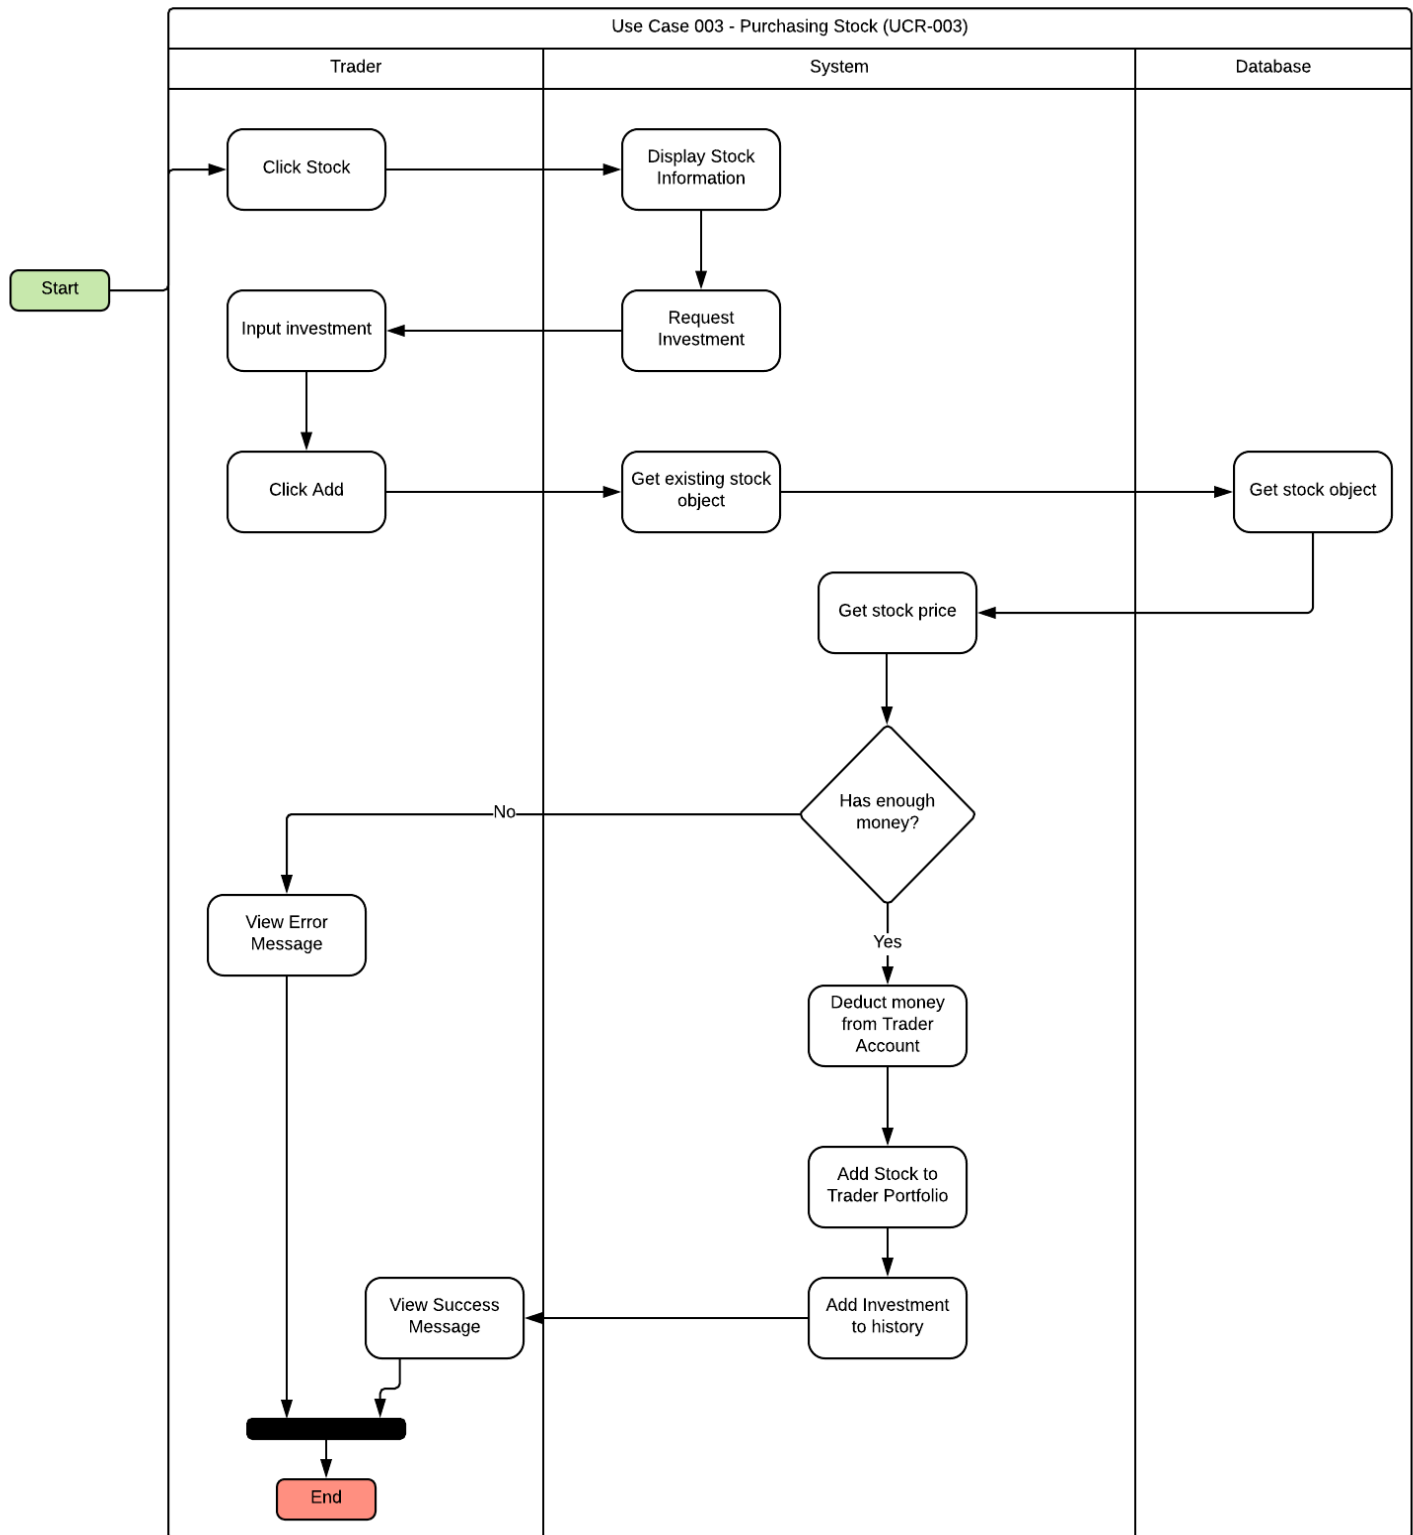 Use Case 003 - Purchasing Stock (UCR-003)
Trader
System
Database
Click Stock
Display Stock
Information
Start
Input investment
Request
Investment
Click Add
Get existing stock
object
Get stock object
Get stock price
Has enough
money?
No
View Error
Message
Yes
Deduct money
from Trader
Account
Add Stock to
Trader Portfolio
View Success
Message
Add Investment
to history
End